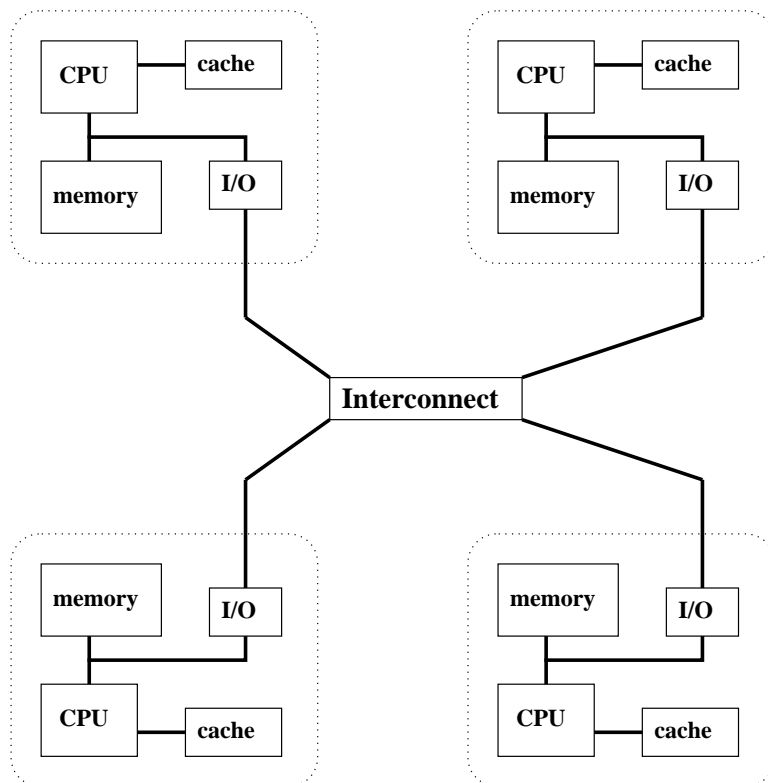 CPU
cache
memory
I/O
CPU
cache
memory
I/O
Interconnect
memory
I/O
CPU
cache
memory
I/O
CPU
cache